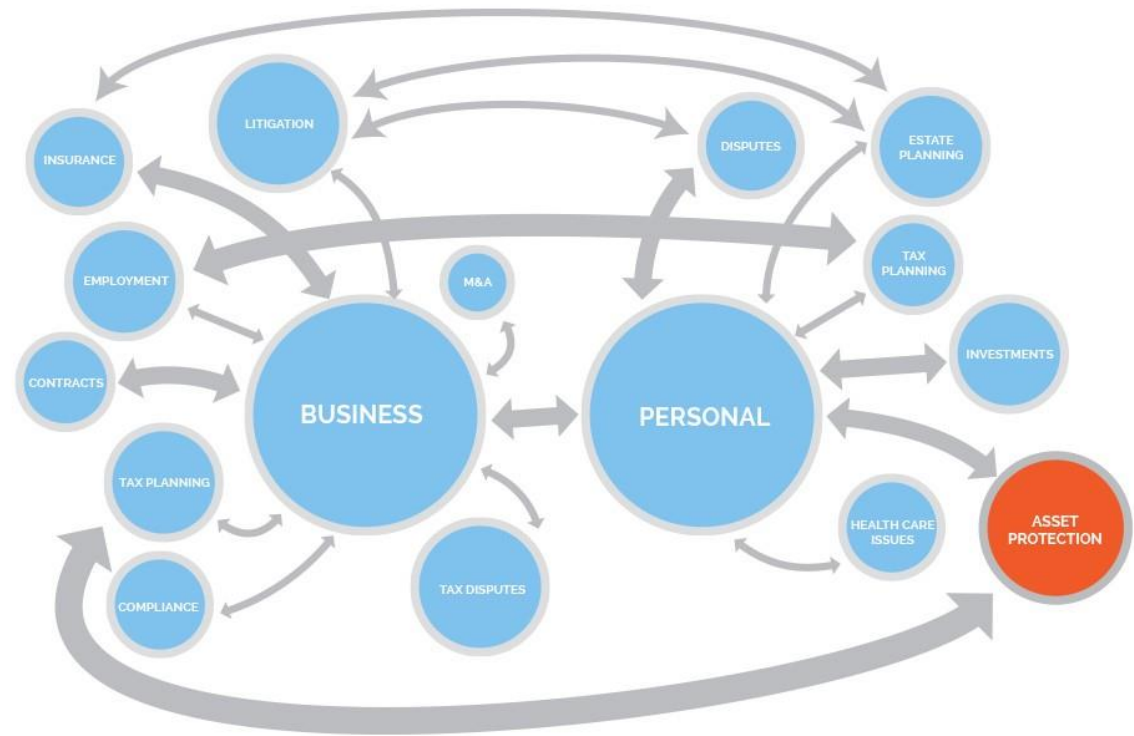 LITIGATION
INSURANCE
DISPUTES
ESTATE
PLANNING
EMPLOYMENT
M&A
TAX
PLANNING
CONTRACTS
INVESTMENTS
BUSINESS
PERSONAL
TAX PLANNING
ASSET
PROTECTION
HEALTH CARE
ISSUES
TAX DISPUTES
COMPLIANCE